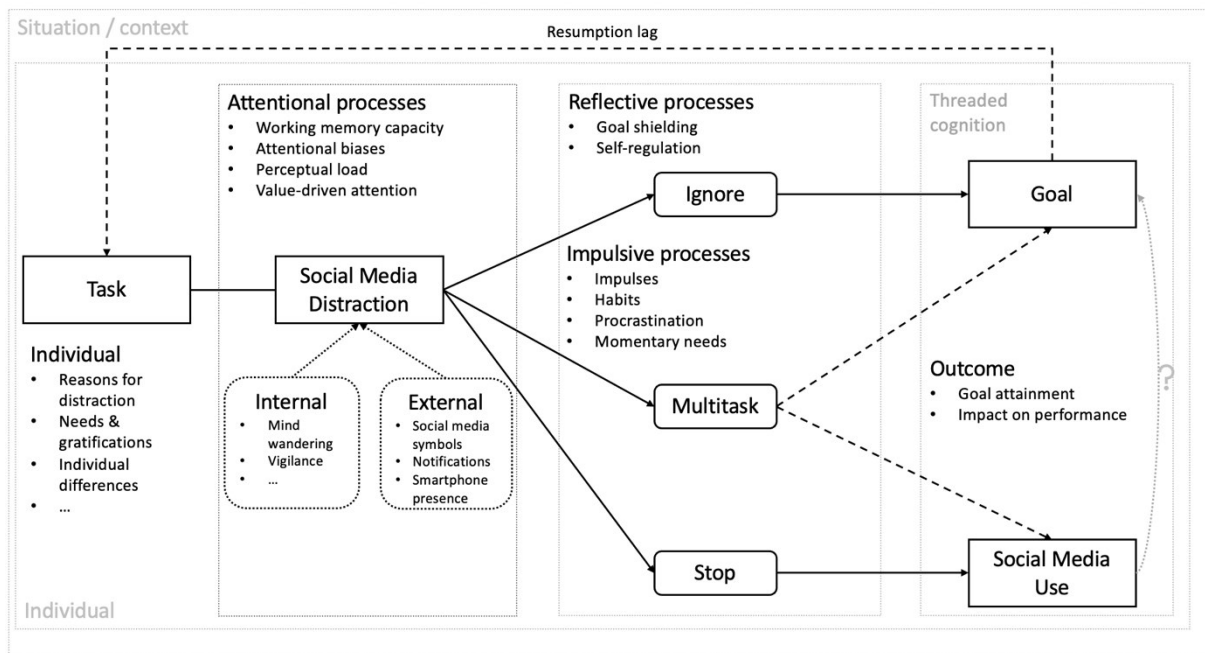 Situation / context
Resumption lag
Attentional processes
• Working memory capacity
• Attentional biases
• Perceptual load
• Value-driven attention
Reflective processes
• Goal shielding
• Self-regulation
Threaded
cognition
Ignore
Goal
Task
Social Media
Distraction
Impulsive processes
• Impulses
• Habits
• Procrastination
• Momentary needs
Individual
• Reasons for
distraction
• Needs &
gratifications
• Individual
differences
• ...
Internal
• Mind
wandering
• Vigilance
• ...
External
• Social media
symbols
• Notifications
• Smartphone
presence
Multitask
Outcome
• Goal attainment
• Impact on performance
?
Stop
Social Media
Use
Individual